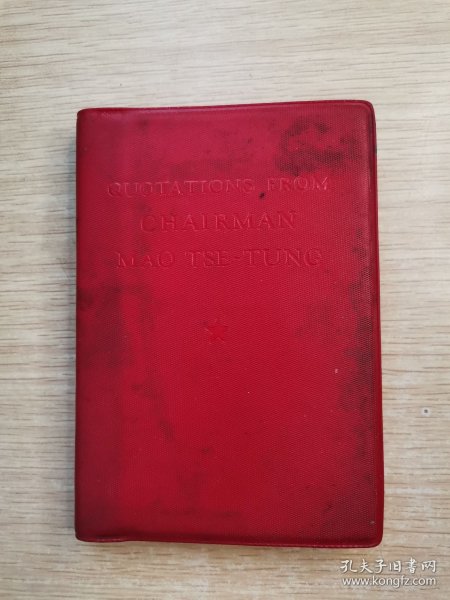 QUOTATIONS FROM
CHAIRMAN
MAO TSE-TUNG
孔夫子旧书网
www.kongfz.com